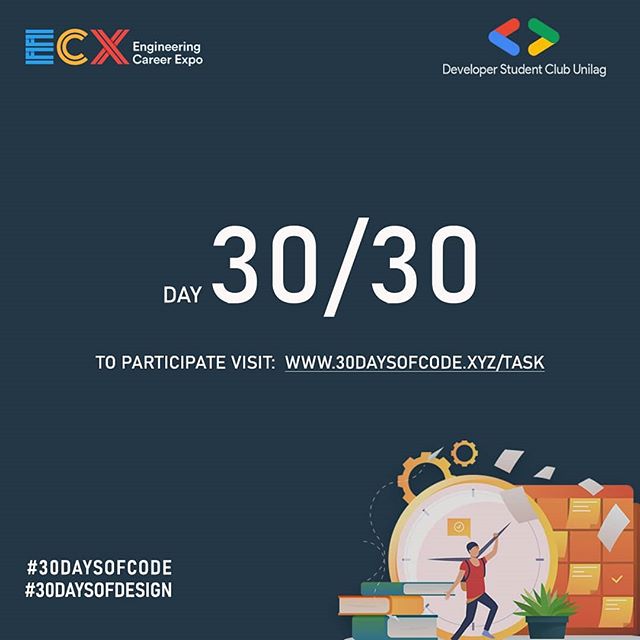 ECX Engineering
Career Expo
Developer Student Club Unilag
DAY 30/30
TO PARTICIPATE VISIT: WWW.30DAYSOFCODE.XYZ/TASK
#30DAYSOFCODE
#30DAYSOFDESIGN